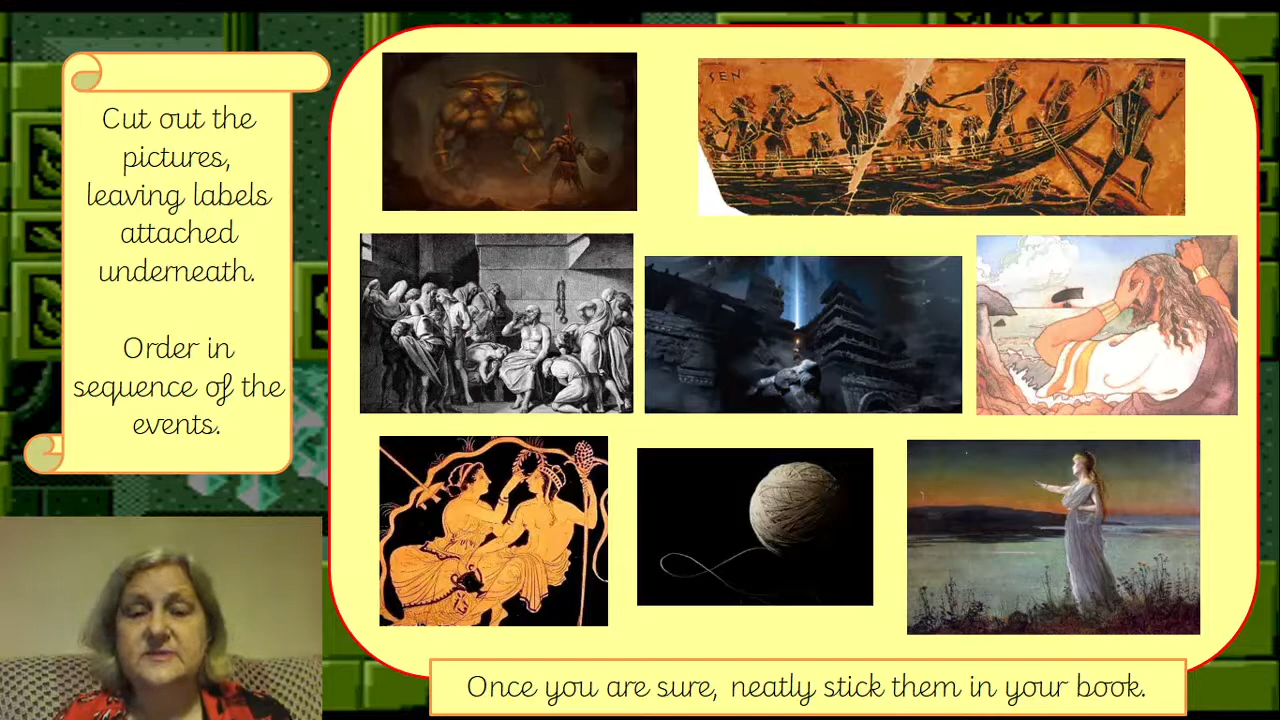 Cut out the
pictures,
leaving labels
attached
underneath.
Order in
sequence of the
events.
SEN
Once you are sure, neatly stick them in your book.